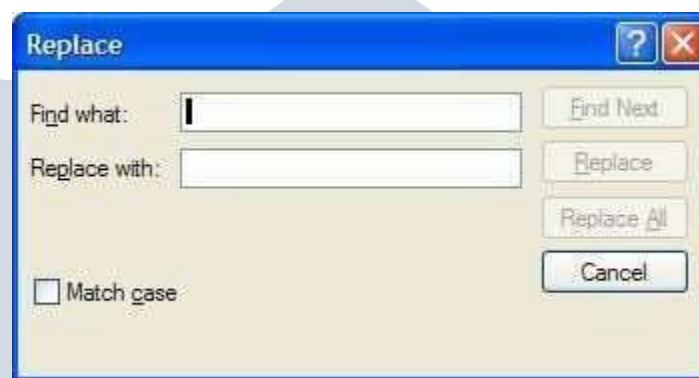 Replace ?
Find what: Find Next
Replace with: Replace
Replace All
Cancel
Match case